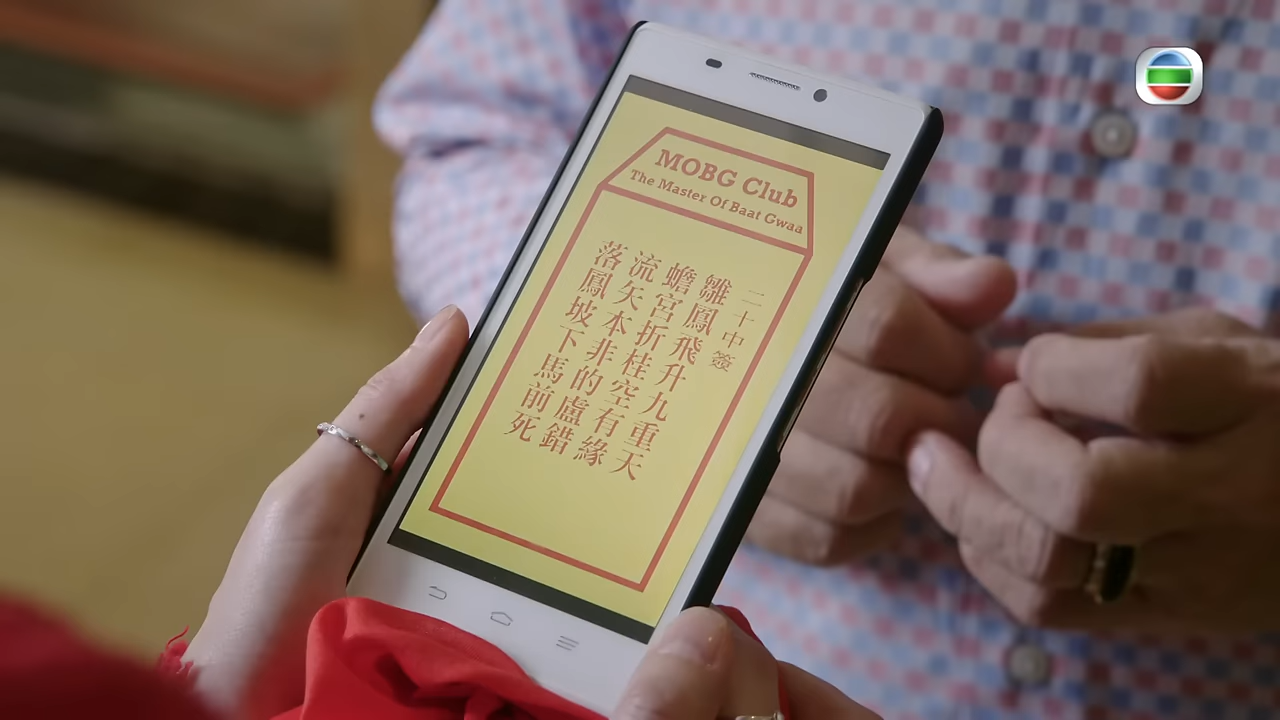 MOBG Club
The Master Of Baat Gwaa
二十中簽
雛鳳飛升九重天
蟾宮折桂空有緣
流矢本非的盧錯
落鳳坡下馬前死